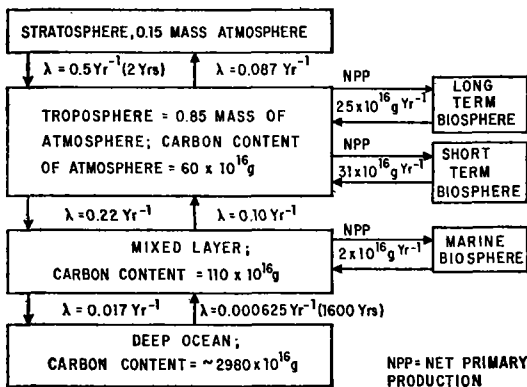 STRATOSPHERE, 0.15 MASS ATMOSPHERE
λ = 0.5 Yr⁻¹ (2 Yrs)
λ = 0.087 Yr⁻¹
NPP
25 x 10¹⁶ g Yr⁻¹
LONG
TERM
BIOSPHERE
TROPOSPHERE = 0.85 MASS OF
ATMOSPHERE; CARBON CONTENT
OF ATMOSPHERE = 60 x 10¹⁶g
NPP
31 x 10¹⁶ g Yr⁻¹
SHORT
TERM
BIOSPHERE
λ = 0.22 Yr⁻¹
λ = 0.10 Yr⁻¹
MIXED LAYER;
CARBON CONTENT = 110 x 10¹⁶g
NPP
2 x 10¹⁶ g Yr⁻¹
MARINE
BIOSPHERE
λ = 0.017 Yr⁻¹
λ = 0.000625 Yr⁻¹ (1600 Yrs)
DEEP OCEAN;
CARBON CONTENT = ~2980 x 10¹⁶g
NPP = NET PRIMARY
PRODUCTION